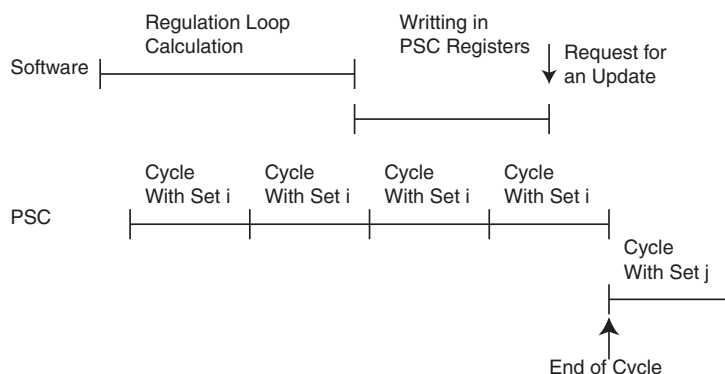 Regulation Loop
Calculation
Writting in
PSC Registers
Request for
an Update
Software
Cycle
With Set i
Cycle
With Set i
Cycle
With Set i
Cycle
With Set i
PSC
Cycle
With Set j
End of Cycle